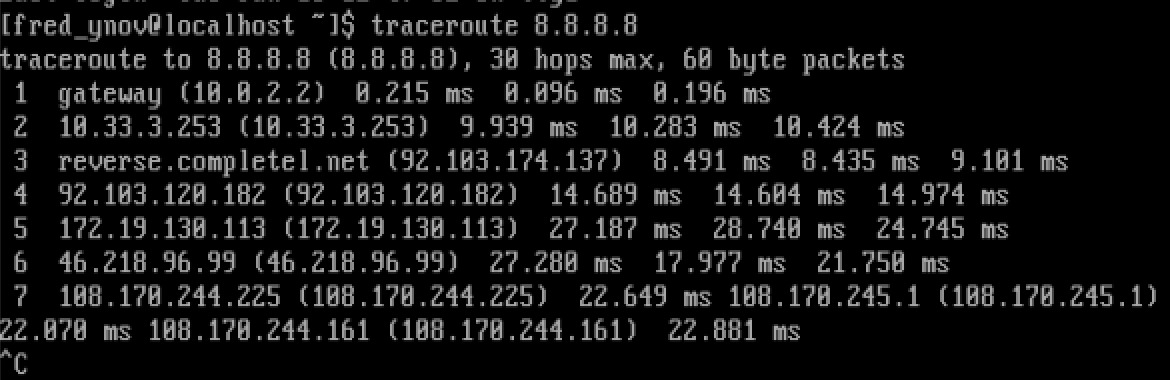 [fred_ynov@localhost ~]$ traceroute 8.8.8.8
traceroute to 8.8.8.8 (8.8.8.8), 30 hops max, 60 byte packets
 1  gateway (10.0.2.2)  0.215 ms  0.096 ms  0.196 ms
 2  10.33.3.253 (10.33.3.253)  9.939 ms  10.283 ms  10.424 ms
 3  reverse.completel.net (92.103.174.137)  8.491 ms  8.435 ms  9.101 ms
 4  92.103.120.182 (92.103.120.182)  14.689 ms  14.604 ms  14.974 ms
 5  172.19.130.113 (172.19.130.113)  27.187 ms  28.740 ms  24.745 ms
 6  46.218.96.99 (46.218.96.99)  27.280 ms  17.977 ms  21.750 ms
 7  108.170.244.225 (108.170.244.225)  22.649 ms 108.170.245.1 (108.170.245.1)
22.070 ms 108.170.244.161 (108.170.244.161)  22.881 ms
^C